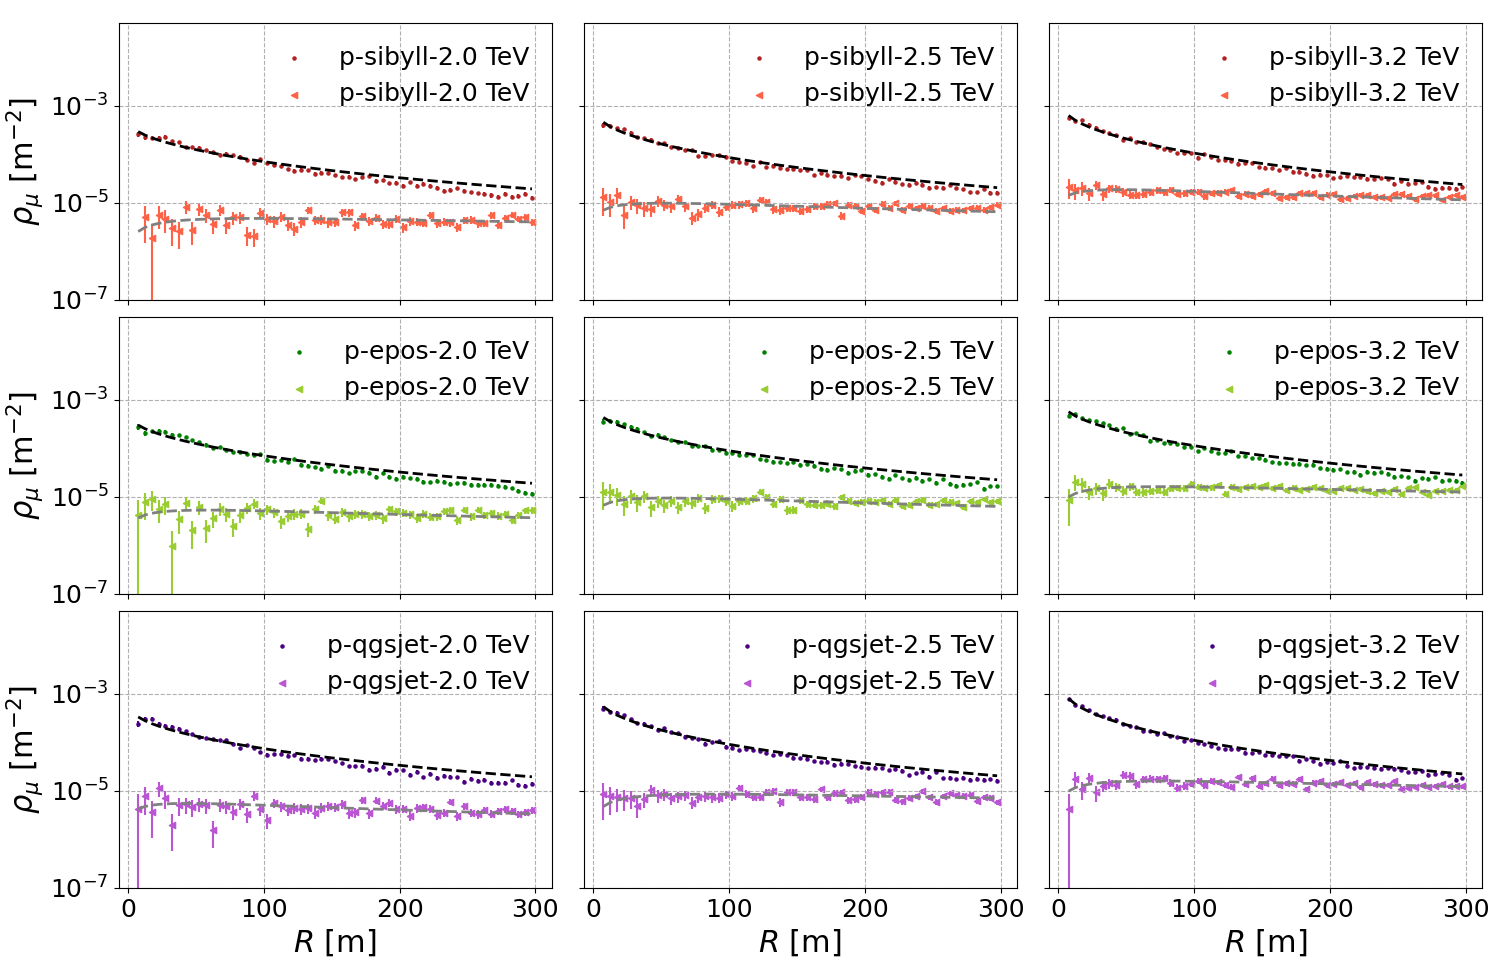 p-sibyll-2.0 TeV
p-sibyll-2.0 TeV
p-sibyll-2.5 TeV
p-sibyll-2.5 TeV
p-sibyll-3.2 TeV
p-sibyll-3.2 TeV
10⁻³
10⁻⁵
10⁻⁷
ρ_μ [m⁻²]
p-epos-2.0 TeV
p-epos-2.0 TeV
p-epos-2.5 TeV
p-epos-2.5 TeV
p-epos-3.2 TeV
p-epos-3.2 TeV
10⁻³
10⁻⁵
10⁻⁷
ρ_μ [m⁻²]
p-qgsjet-2.0 TeV
p-qgsjet-2.0 TeV
p-qgsjet-2.5 TeV
p-qgsjet-2.5 TeV
p-qgsjet-3.2 TeV
p-qgsjet-3.2 TeV
10⁻³
10⁻⁵
10⁻⁷
ρ_μ [m⁻²]
0 100 200 300
0 100 200 300
0 100 200 300
R [m]
R [m]
R [m]